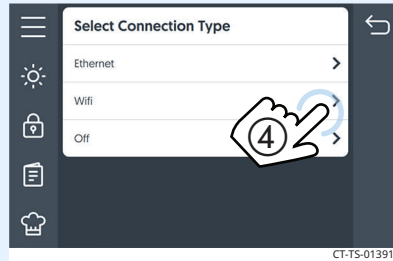 Select Connection Type
Ethernet
Wifi
Off
4
CT-TS-01391